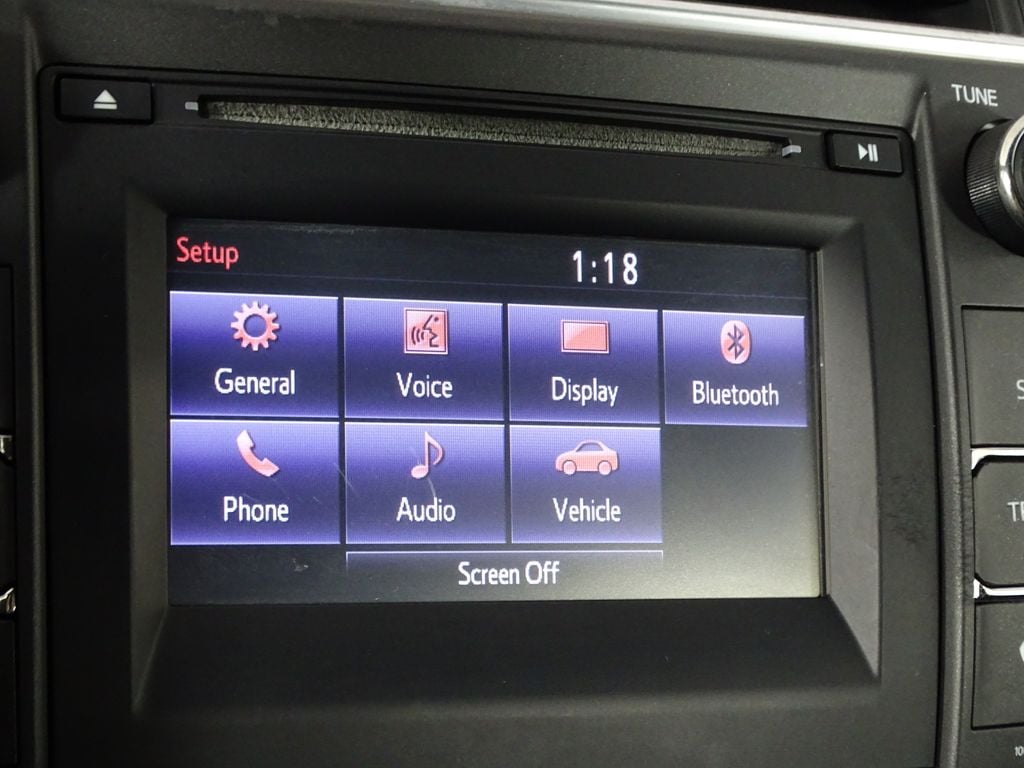 TUNE
Setup
1:18
General
Voice
Display
Bluetooth
Phone
Audio
Vehicle
Screen Off